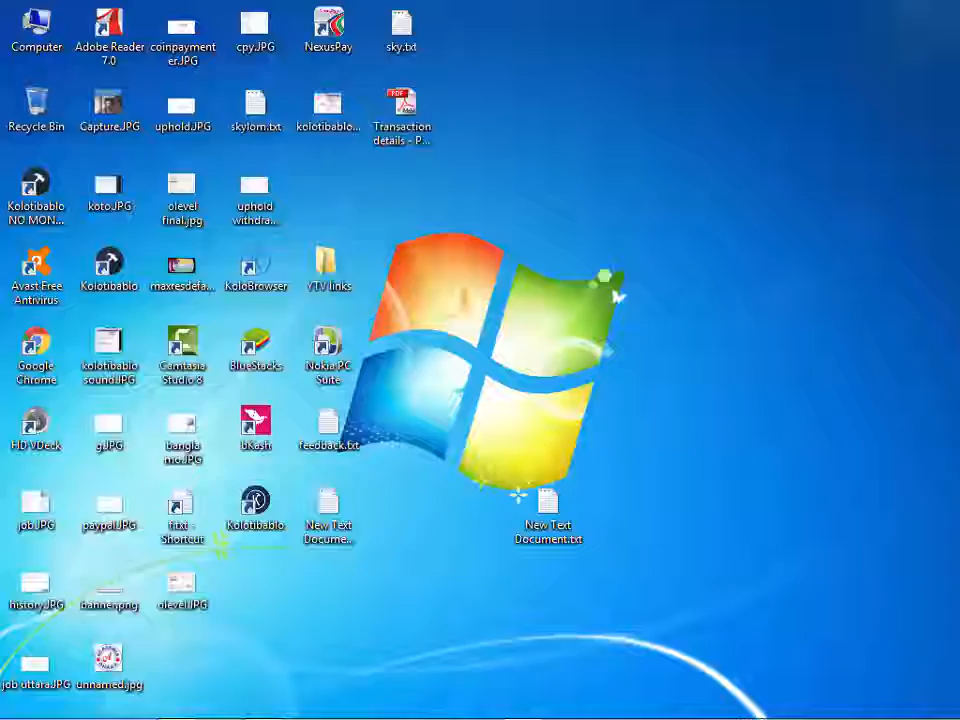 Computer
Adobe Reader
7.0
coinpayment
er.JPG
cpy.JPG
NexusPay
sky.txt
Recycle Bin
Capture.JPG
uphold.JPG
skylom.txt
kolotibablo...
PDF
Transaction
details - P...
Kolotibablo
NO MON...
koto.JPG
olevel
final.jpg
uphold
withdra...
Avast Free
Antivirus
Kolotibablo
maxresdefa...
KoloBrowser
YTV links
Google
Chrome
kolotibablo
sound.JPG
Camtasia
Studio 8
BlueStacks
Nokia PC
Suite
HD VDeck
g.JPG
bangla
mo.JPG
bKash
feedback.txt
job.JPG
paypal.JPG
Shortcut
Kolotibablo
New Text
Docume...
New Text
Document.txt
history.JPG
banner.png
olevel.JPG
job uttara.JPG
unnamed.jpg